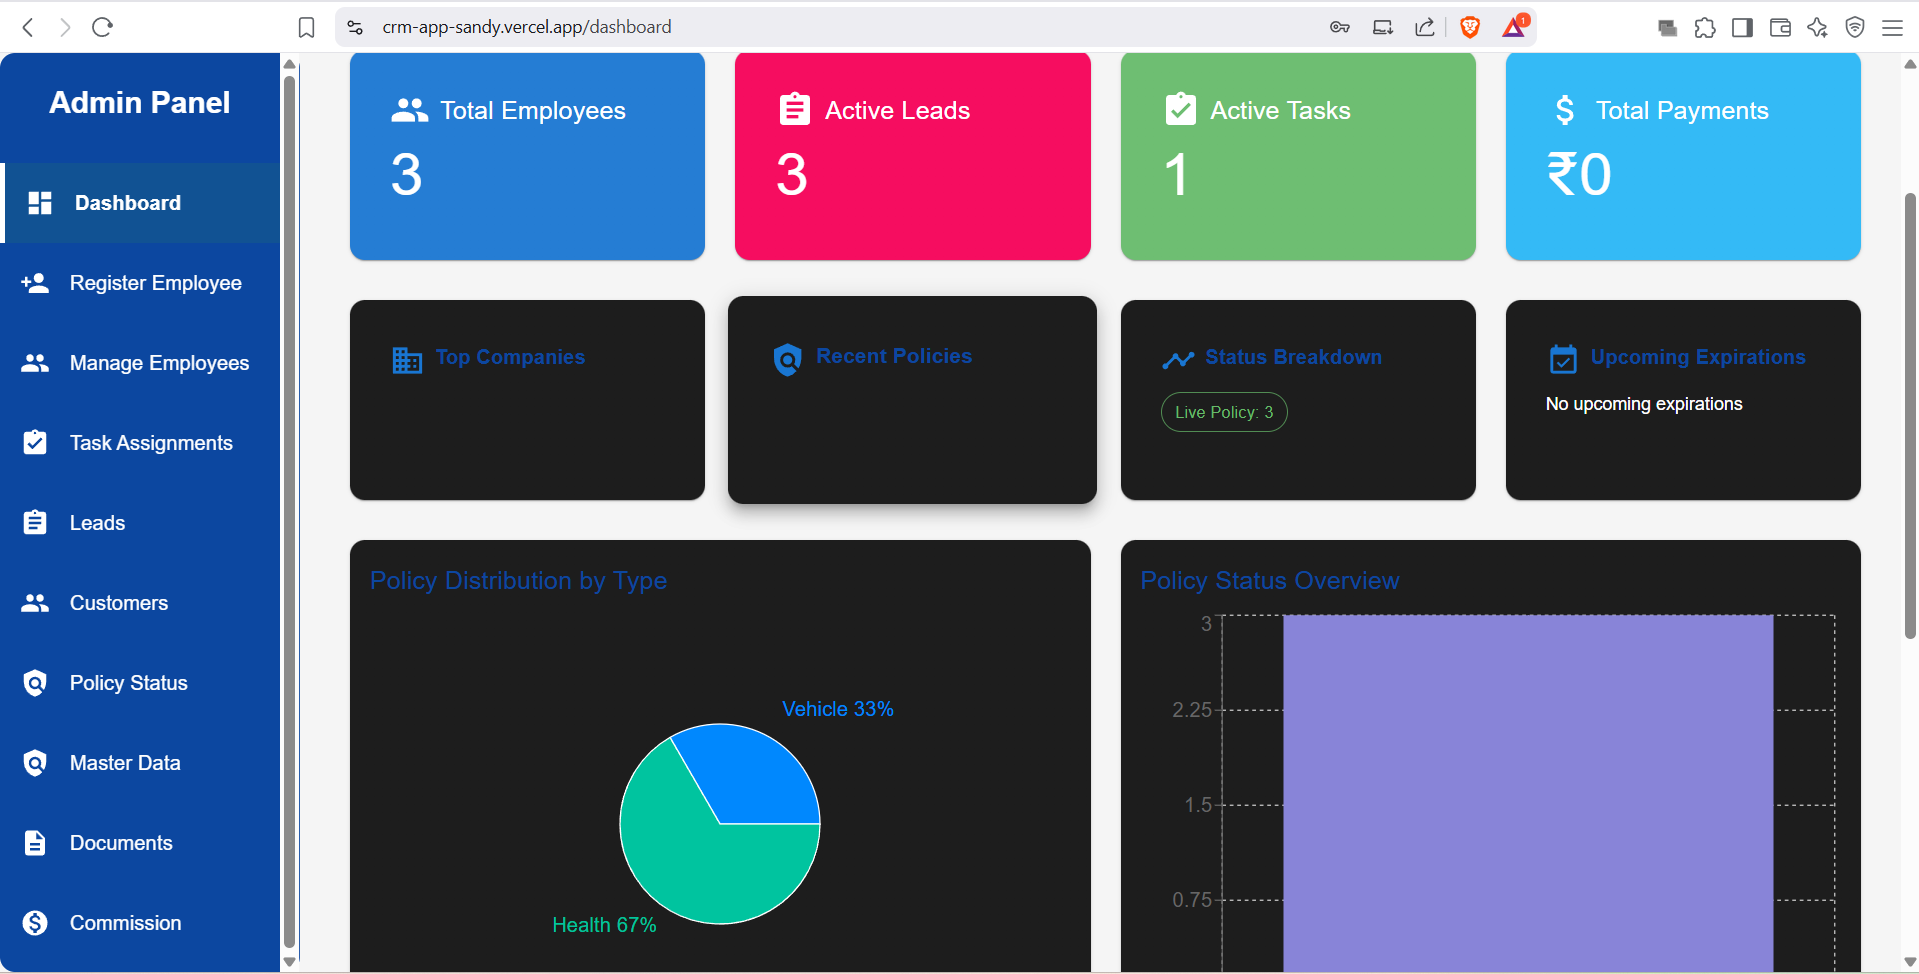 crm-app-sandy.vercel.app/dashboard
1
Admin Panel
Dashboard
Register Employee
Manage Employees
Task Assignments
Leads
Customers
Policy Status
Master Data
Documents
Commission
Total Employees
3
Active Leads
3
Active Tasks
1
Total Payments
₹0
Top Companies
Recent Policies
Status Breakdown
Live Policy: 3
Upcoming Expirations
No upcoming expirations
Policy Distribution by Type
Vehicle 33%
Health 67%
Policy Status Overview
3
2.25
1.5
0.75